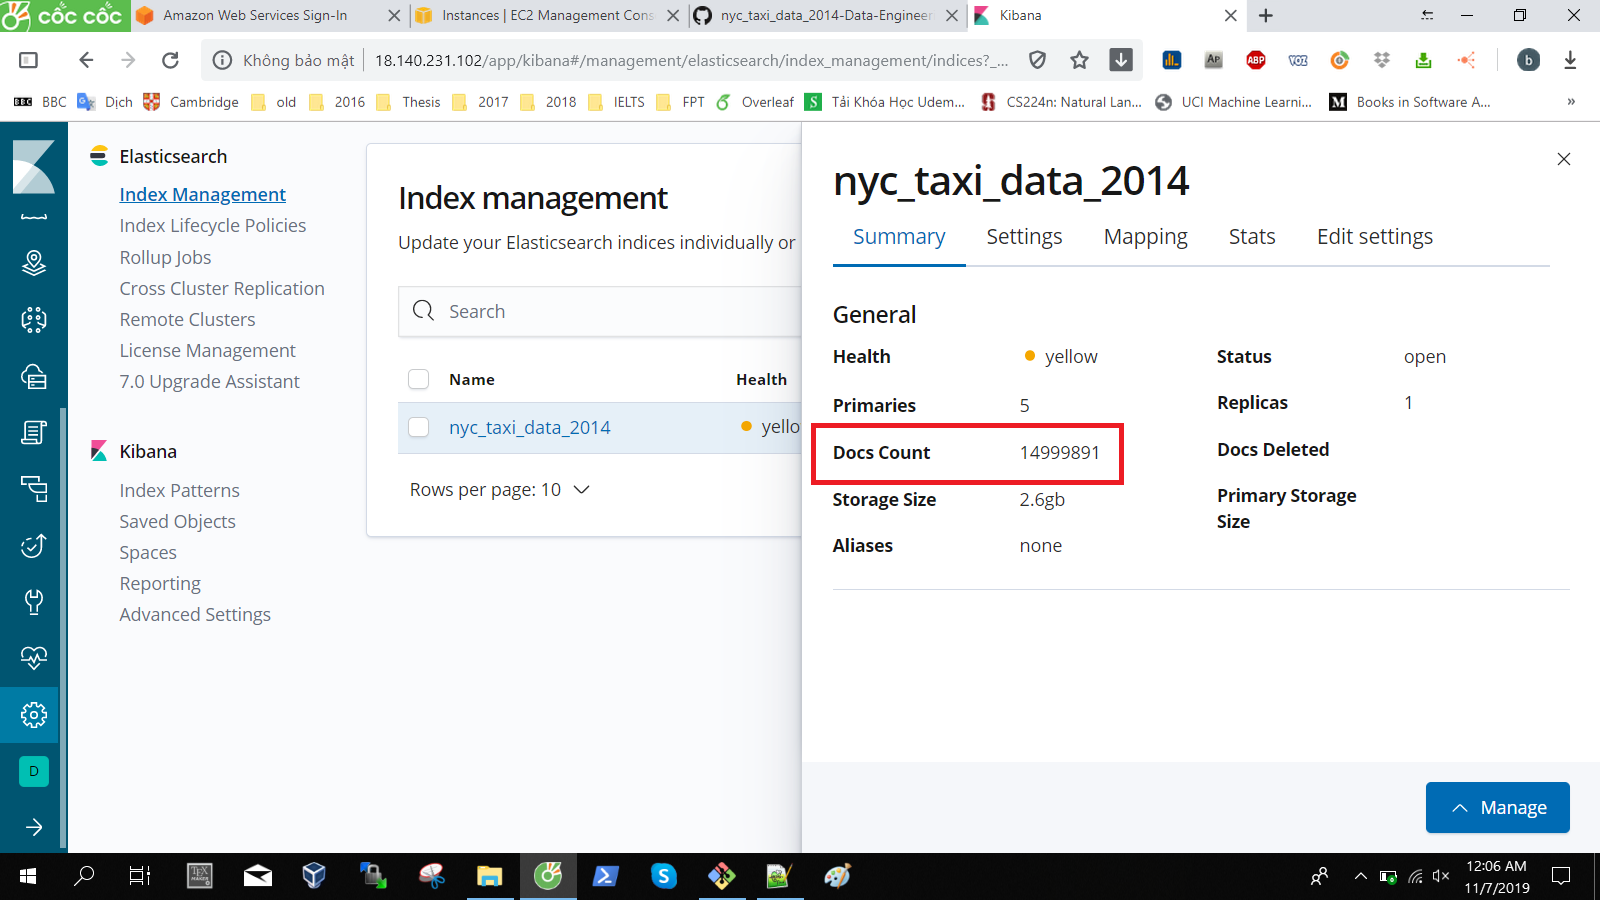 CỐC CỐC
Amazon Web Services Sign-In
Instances | EC2 Management Cons
nyc_taxi_data_2014-Data-Engineer
Kibana
Không bảo mật
18.140.231.102/app/kibana#/management/elasticsearch/index_management/indices?_...
AP
ABP
VOZ
b
BBC BBC
Dịch
Cambridge
old
2016
Thesis
2017
2018
IELTS
FPT
Overleaf
S Tải Khóa Học Udem...
CS224n: Natural Lan...
UCI Machine Learni...
M Books in Software A...
»
Elasticsearch
Index Management
Index Lifecycle Policies
Rollup Jobs
Cross Cluster Replication
Remote Clusters
License Management
7.0 Upgrade Assistant
Kibana
Index Patterns
Saved Objects
Spaces
Reporting
Advanced Settings
D
Index management
Update your Elasticsearch indices individually or
Search
Name Health
nyc_taxi_data_2014 yello
Rows per page: 10
nyc_taxi_data_2014
Summary Settings Mapping Stats Edit settings
General
Health yellow
Status open
Primaries 5
Replicas 1
Docs Count 14999891
Docs Deleted
Storage Size 2.6gb
Primary Storage
Size
Aliases none
Manage
TEX
MAKER
S
12:06 AM
11/7/2019